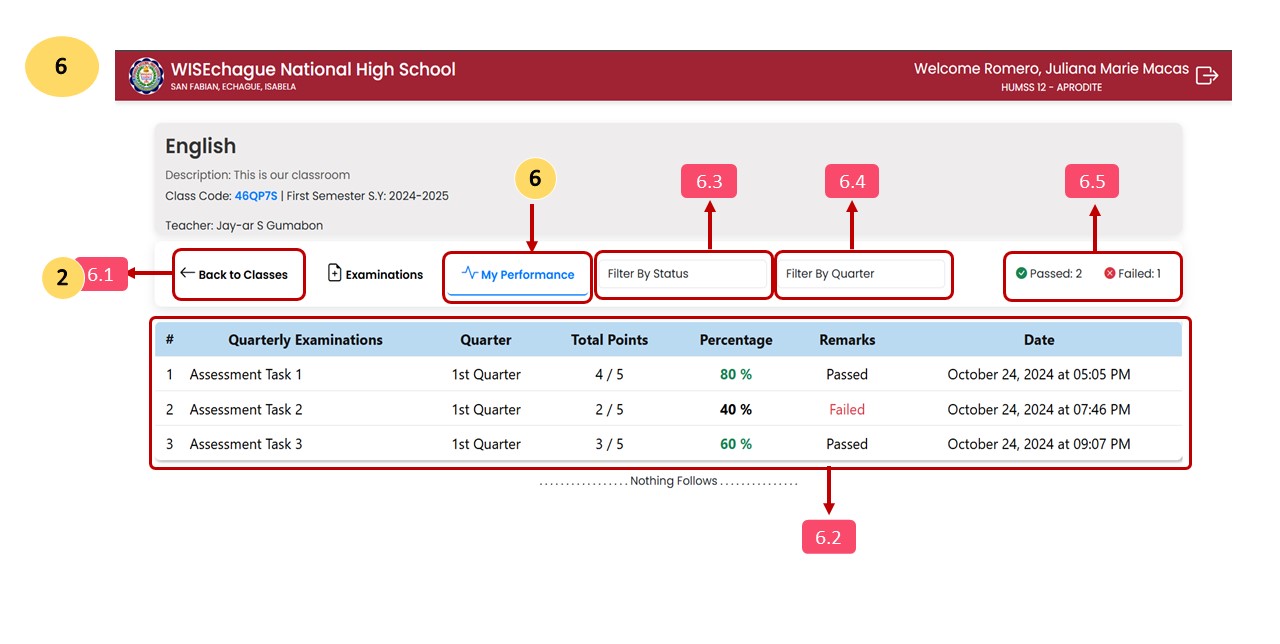 6
WISEchague National High School
SAN FABIAN, ECHAGUE, ISABELA
Welcome Romero, Juliana Marie Macas
HUMSS 12 - APRODITE
English
Description: This is our classroom
Class Code: 46QP7S | First Semester S.Y: 2024-2025
Teacher: Jay-ar S Gumabon
6
6.3
6.4
6.5
2
6.1
Back to Classes
Examinations
My Performance
Filter By Status
Filter By Quarter
Passed: 2
Failed: 1
# Quarterly Examinations Quarter Total Points Percentage Remarks Date
1 Assessment Task 1 1st Quarter 4 / 5 80 % Passed October 24, 2024 at 05:05 PM
2 Assessment Task 2 1st Quarter 2 / 5 40 % Failed October 24, 2024 at 07:46 PM
3 Assessment Task 3 1st Quarter 3 / 5 60 % Passed October 24, 2024 at 09:07 PM
. . . . . . . . . . . . . . . . . Nothing Follows . . . . . . . . . . . . . . .
6.2